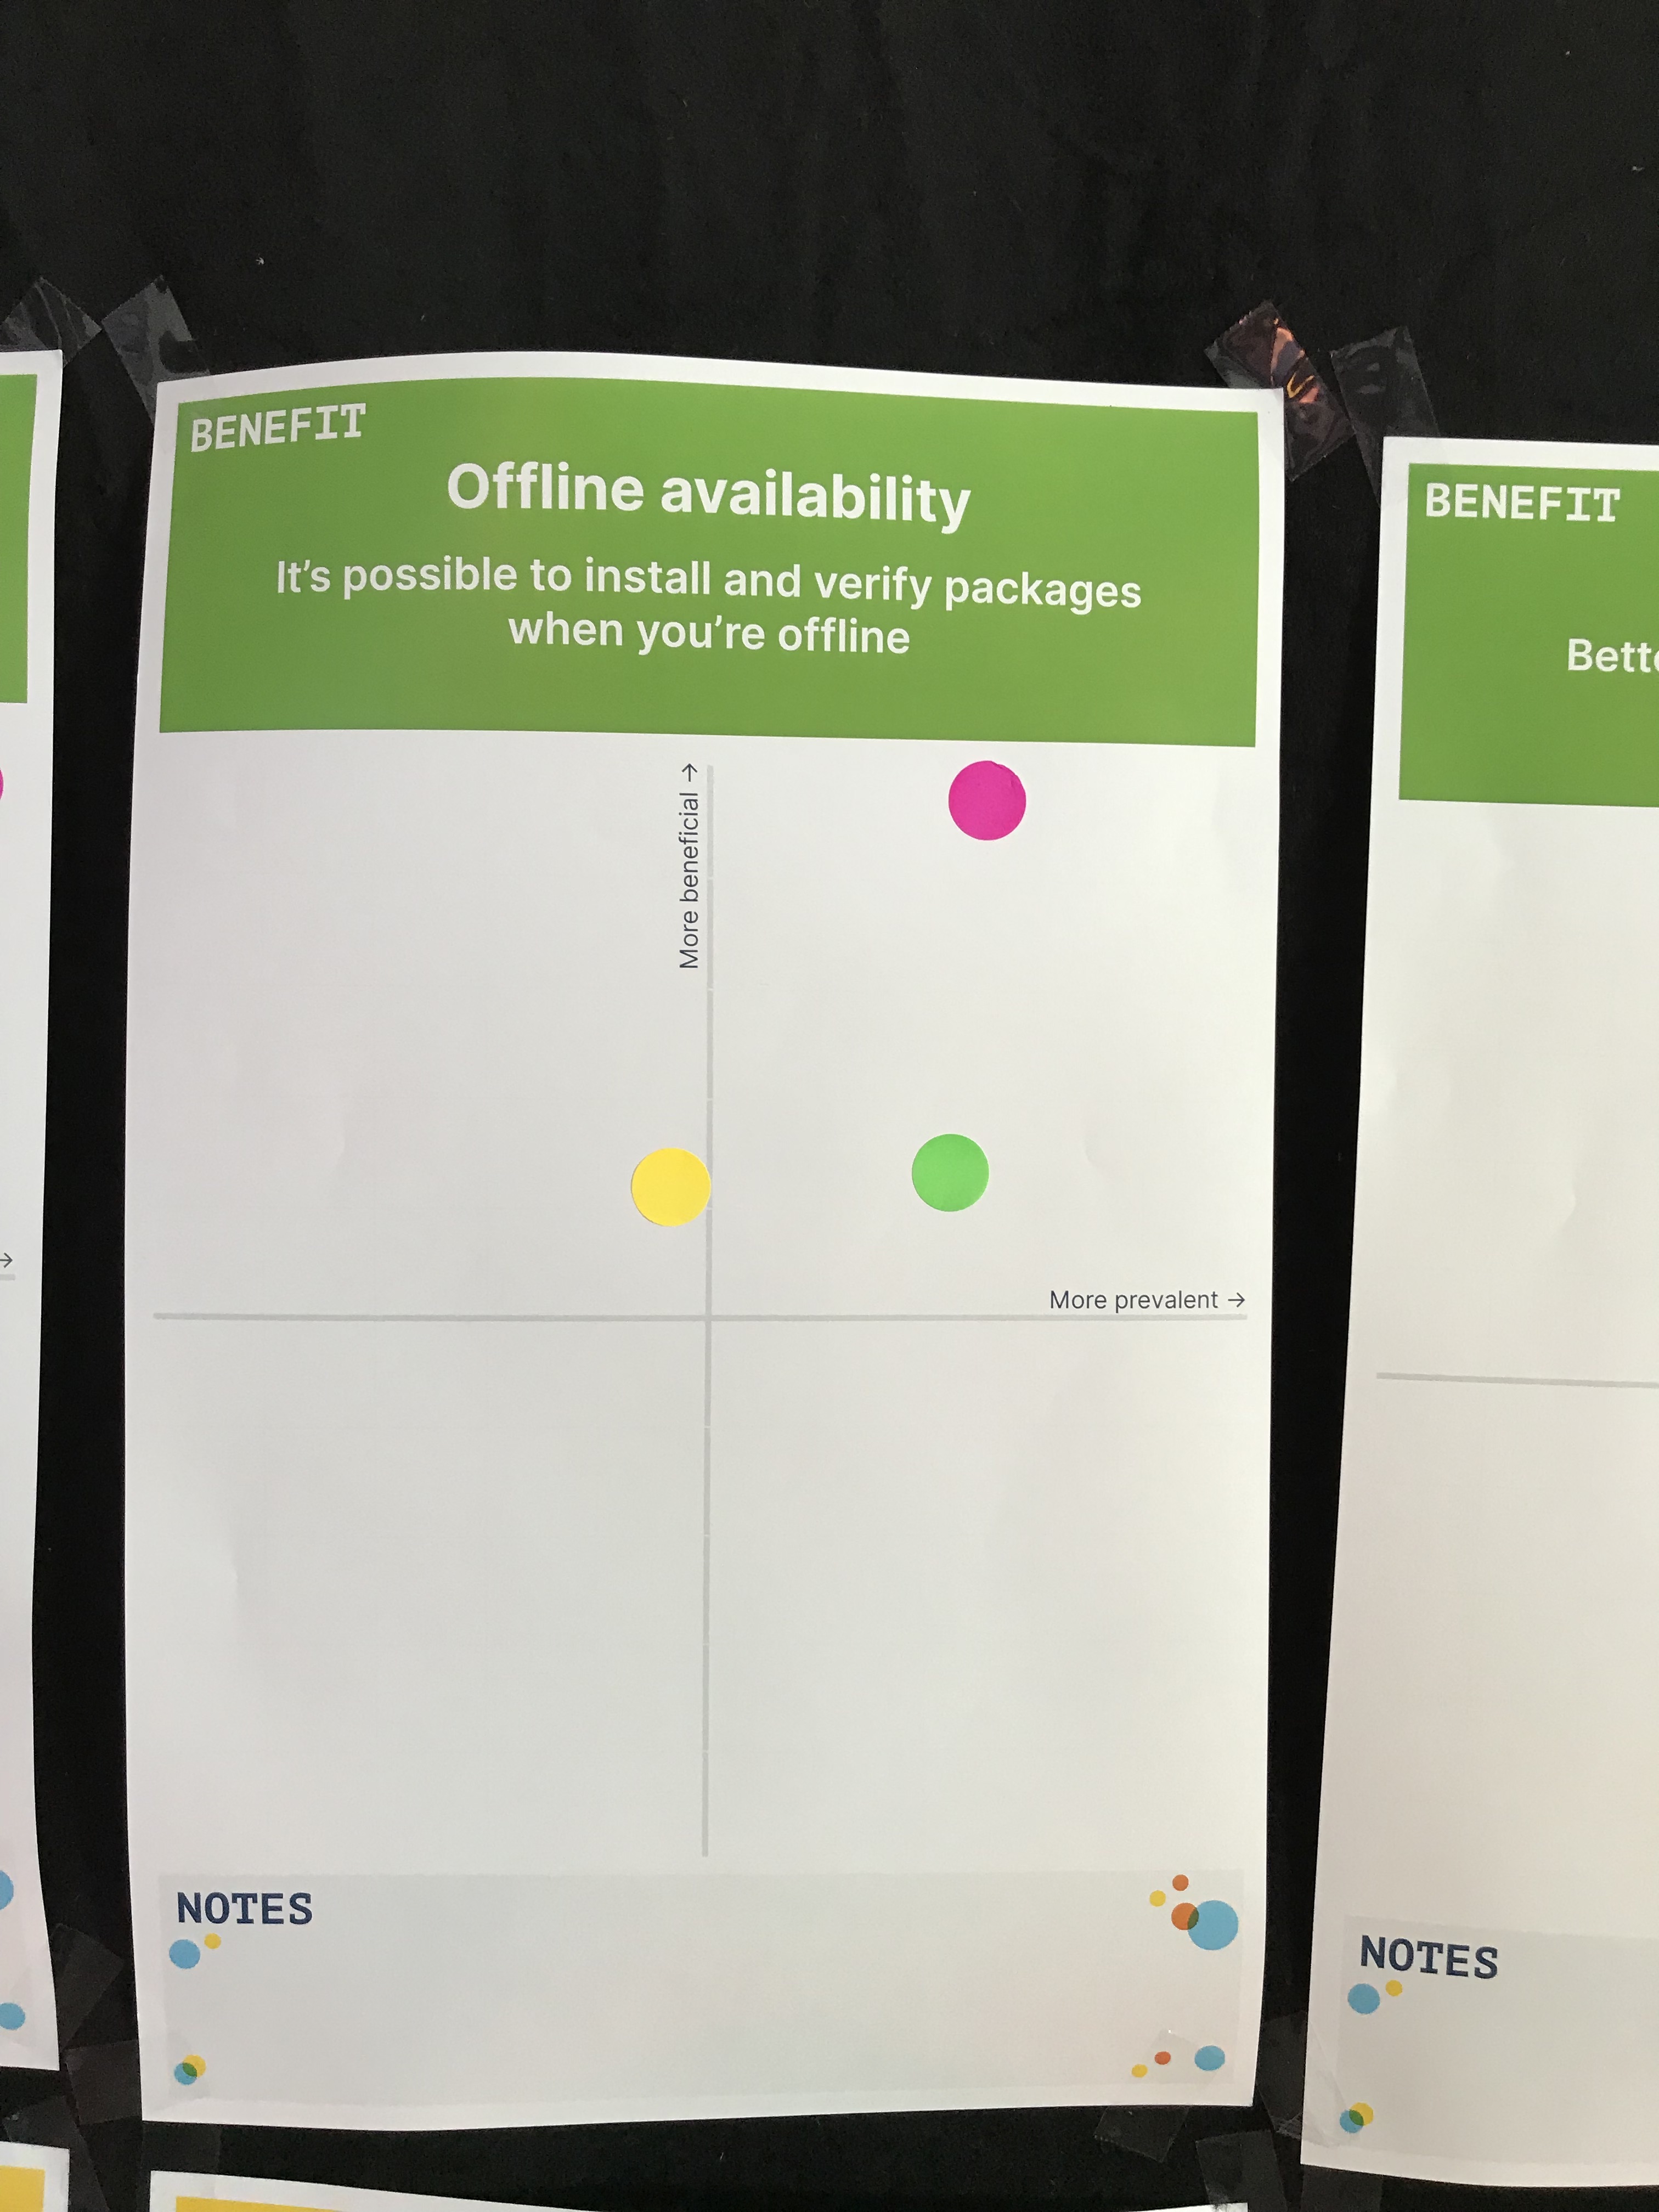 BENEFIT
Offline availability
It's possible to install and verify packages
when you're offline
More beneficial →
More prevalent →
NOTES
→
BENEFIT
NOTES